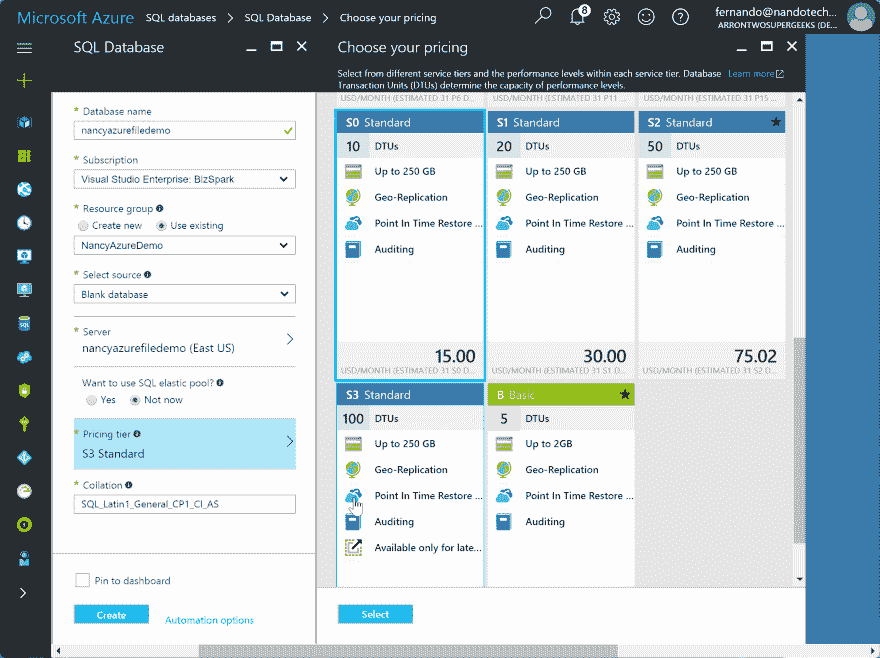 Microsoft Azure SQL databases > SQL Database > Choose your pricing
8
fernando@nandotech...
ARRONTWOSUPERGEEKS (DE...
SQL Database
* Database name
nancyazurefiledemo
* Subscription
Visual Studio Enterprise: BizSpark
* Resource group
Create new Use existing
NancyAzureDemo
* Select source
Blank database
* Server
nancyazurefiledemo (East US)
Want to use SQL elastic pool?
Yes Not now
* Pricing tier
S3 Standard
* Collation
SQL_Latin1_General_CP1_CI_AS
Pin to dashboard
Create Automation options
Choose your pricing
Select from different service tiers and the performance levels within each service tier. Database Learn more
Transaction Units (DTUs) determine the capacity of performance levels.
USD/MONTH (ESTIMATED 31 P6 D... USD/MONTH (ESTIMATED 31 P11 ... USD/MONTH (ESTIMATED 31 P15 ...
S0 Standard
10 DTUs
Up to 250 GB
Geo-Replication
Point In Time Restore ...
Auditing
15.00
USD/MONTH (ESTIMATED 31 S0 D...
S1 Standard
20 DTUs
Up to 250 GB
Geo-Replication
Point In Time Restore ...
Auditing
30.00
USD/MONTH (ESTIMATED 31 S1 D...
S2 Standard
50 DTUs
Up to 250 GB
Geo-Replication
Point In Time Restore ...
Auditing
75.02
USD/MONTH (ESTIMATED 31 S2 D...
S3 Standard
100 DTUs
Up to 250 GB
Geo-Replication
Point In Time Restore ...
Auditing
Available only for late...
B Basic
5 DTUs
Up to 2GB
Geo-Replication
Point In Time Restore ...
Auditing
Select